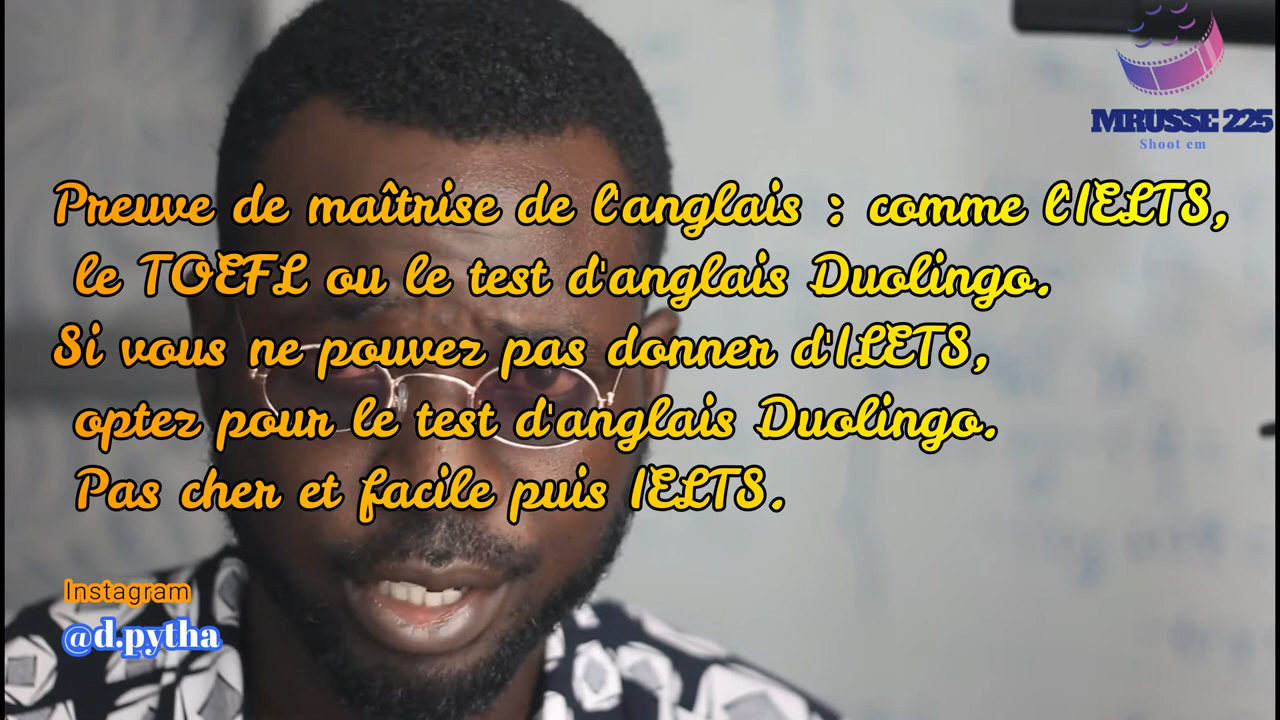 MRUSSE 225
Shoot em
Preuve de maîtrise de l'anglais : comme l'IELTS,
le TOEFL ou le test d'anglais Duolingo.
Si vous ne pouvez pas donner d'ILETS,
optez pour le test d'anglais Duolingo.
Pas cher et facile puis IELTS.
Instagram
@d.pytha